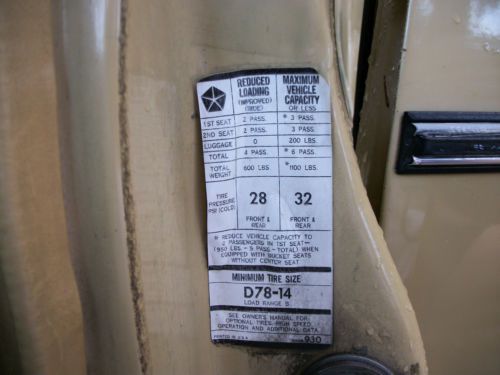 REDUCED LOADING (IMPROVED) (RIDE)
MAXIMUM VEHICLE CAPACITY OR LESS
1ST SEAT 2 PASS. * 3 PASS.
2ND SEAT 2 PASS. 3 PASS.
LUGGAGE 0 200 LBS.
TOTAL 4 PASS. * 6 PASS.
TOTAL WEIGHT 600 LBS. *1100 LBS.
TIRE PRESSURE PSI (COLD) 28 FRONT & REAR 32 FRONT & REAR
* REDUCE VEHICLE CAPACITY TO
2 PASSENGERS IN 1ST SEAT—
(950 LBS - 5 PASS - TOTAL) WHEN
EQUIPPED WITH BUCKET SEATS
WITHOUT CENTER SEAT
MINIMUM TIRE SIZE
D78-14
LOAD RANGE B
SEE OWNER'S MANUAL FOR
OPTIONAL TIRES, HIGH SPEED
OPERATION AND ADDITIONAL DATA.
PRINTED IN U.S.A. 930